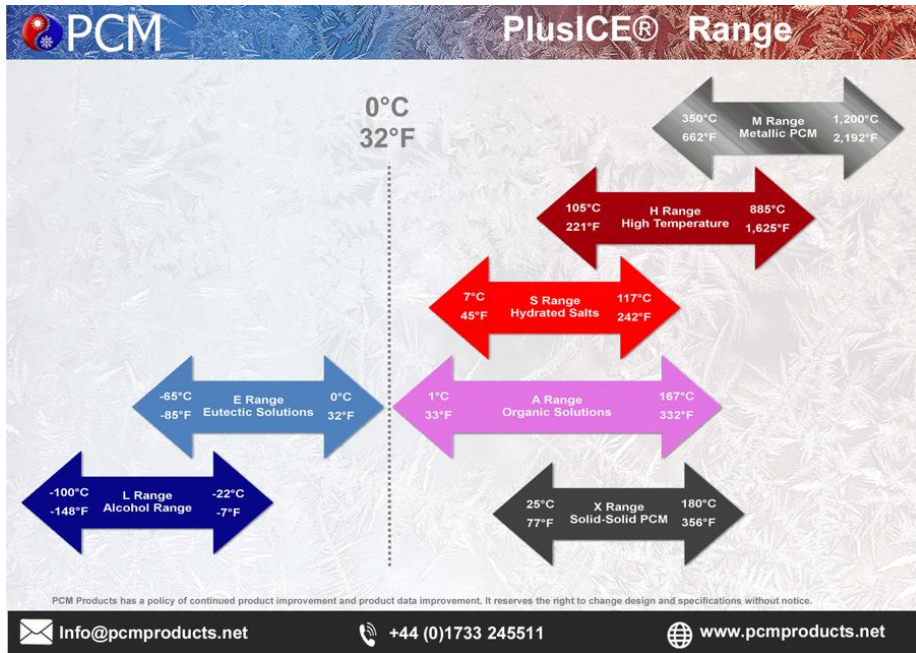 PCM
PlusICE® Range
0°C
32°F
350°C
662°F
M Range
Metallic PCM
1,200°C
2,192°F
105°C
221°F
H Range
High Temperature
885°C
1,625°F
7°C
45°F
S Range
Hydrated Salts
117°C
242°F
-65°C
-85°F
E Range
Eutectic Solutions
0°C
32°F
1°C
33°F
A Range
Organic Solutions
167°C
332°F
-100°C
-148°F
L Range
Alcohol Range
-22°C
-7°F
25°C
77°F
X Range
Solid-Solid PCM
180°C
356°F
PCM Products has a policy of continued product improvement and product data improvement. It reserves the right to change design and specifications without notice.
Info@pcmproducts.net
+44 (0)1733 245511
www.pcmproducts.net